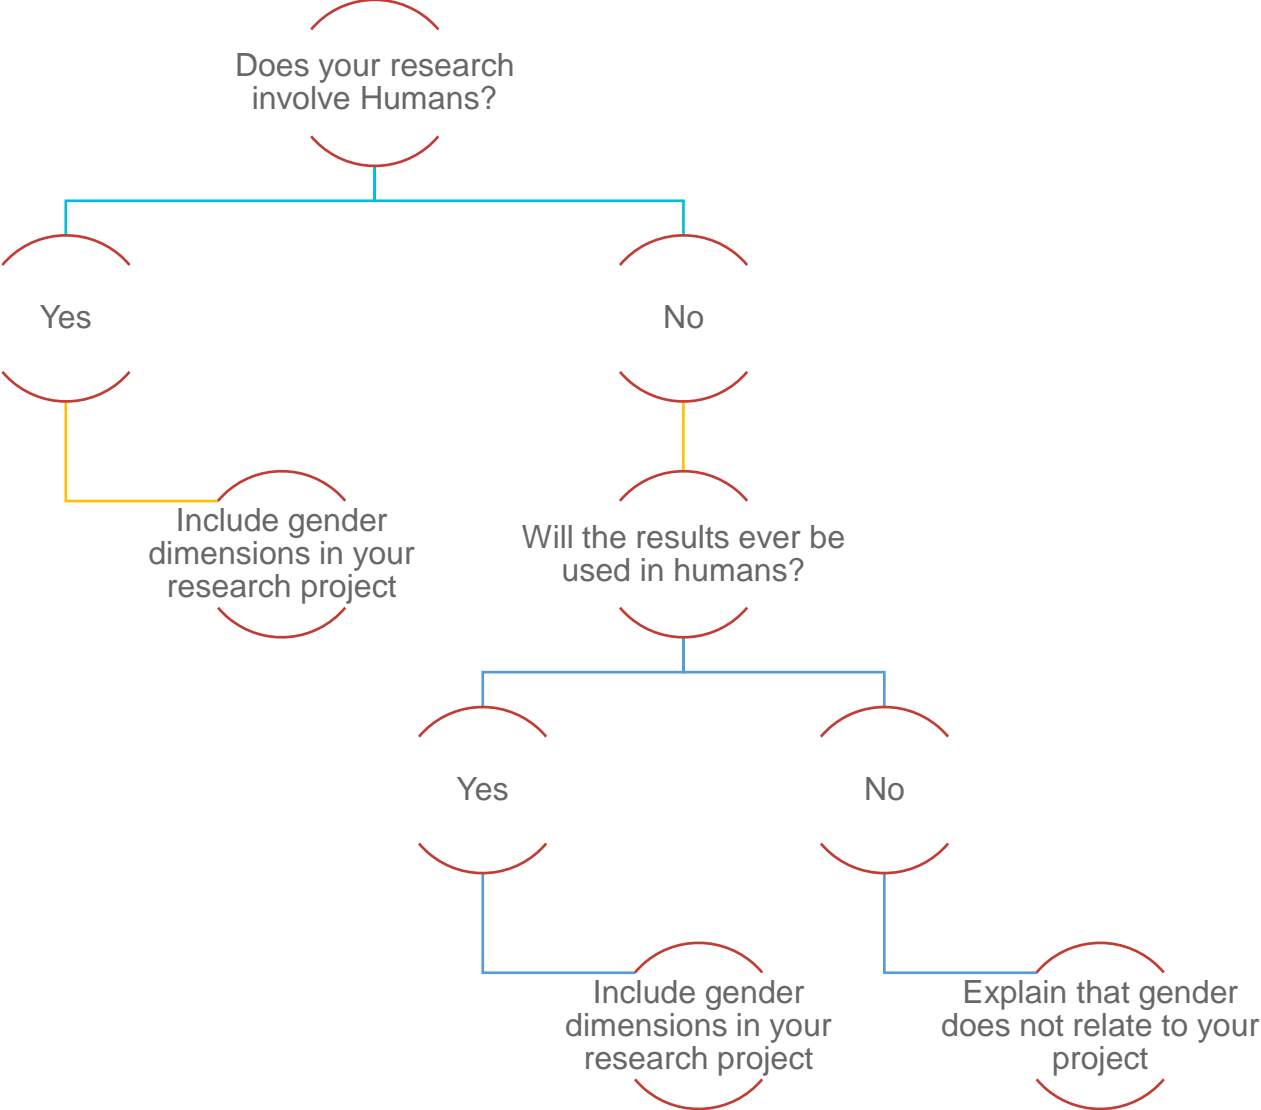 Does your research
involve Humans?
Yes
No
Include gender
dimensions in your
research project
Will the results ever be
used in humans?
Yes
No
Include gender
dimensions in your
research project
Explain that gender
does not relate to your
project